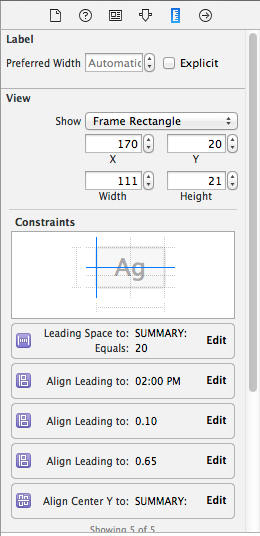 Label
Preferred Width Automatic Explicit
View
Show Frame Rectangle
170 20
X Y
111 21
Width Height
Constraints
Ag
Leading Space to: SUMMARY: Edit
Equals: 20
Align Leading to: 02:00 PM Edit
Align Leading to: 0.10 Edit
Align Leading to: 0.65 Edit
Align Center Y to: SUMMARY: Edit
Showing 5 of 5